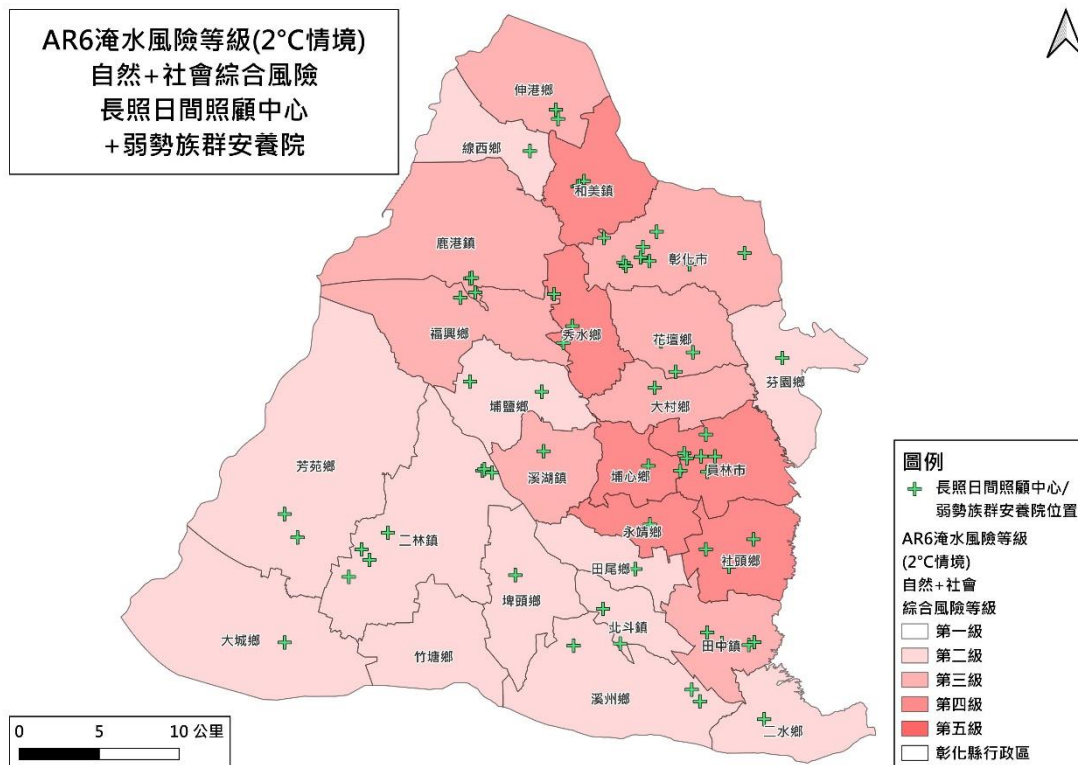 AR6淹水風險等級(2°C情境)
自然+社會綜合風險
長照日間照顧中心
+弱勢族群安養院
伸港鄉
線西鄉
和美鎮
鹿港鎮
彰化市
福興鄉
秀水鄉
花壇鄉
芬園鄉
埔鹽鄉
大村鄉
芳苑鄉
溪湖鎮
埔心鄉
員林市
二林鎮
永靖鄉
社頭鄉
田尾鄉
埤頭鄉
北斗鎮
大城鄉
竹塘鄉
田中鎮
溪州鄉
二水鄉
圖例
長照日間照顧中心/
弱勢族群安養院位置
AR6淹水風險等級
(2°C情境)
自然+社會
綜合風險等級
第一級
第二級
第三級
第四級
第五級
彰化縣行政區
0 5 10 公里